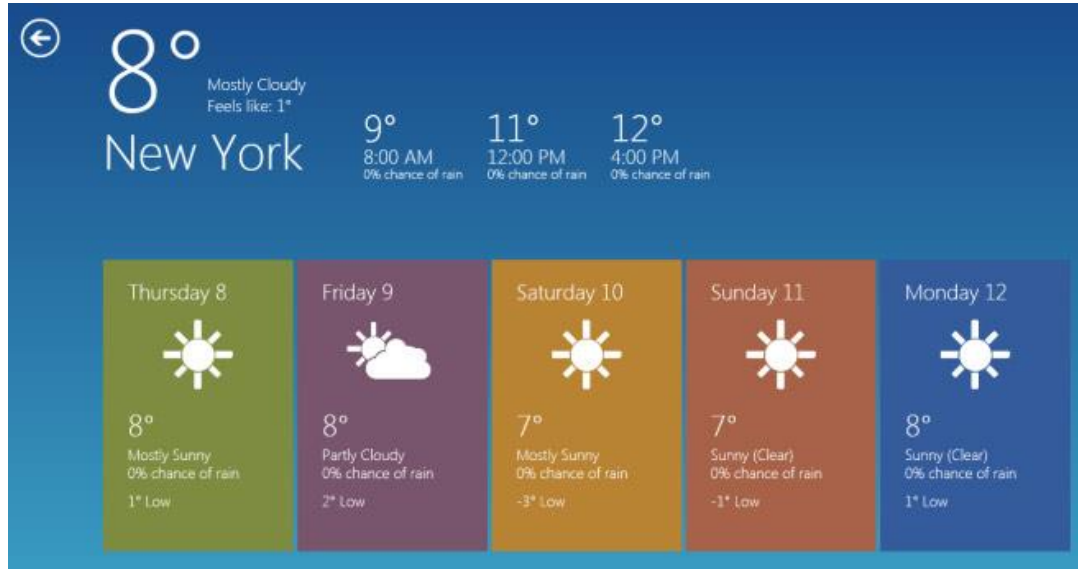 8°
Mostly Cloudy
Feels like: 1°
New York
9°
8:00 AM
0% chance of rain
11°
12:00 PM
0% chance of rain
12°
4:00 PM
0% chance of rain
Thursday 8
8°
Mostly Sunny
0% chance of rain
1° Low
Friday 9
8°
Partly Cloudy
0% chance of rain
2° Low
Saturday 10
7°
Mostly Sunny
0% chance of rain
-3° Low
Sunday 11
7°
Sunny (Clear)
0% chance of rain
-1° Low
Monday 12
8°
Sunny (Clear)
0% chance of rain
1° Low